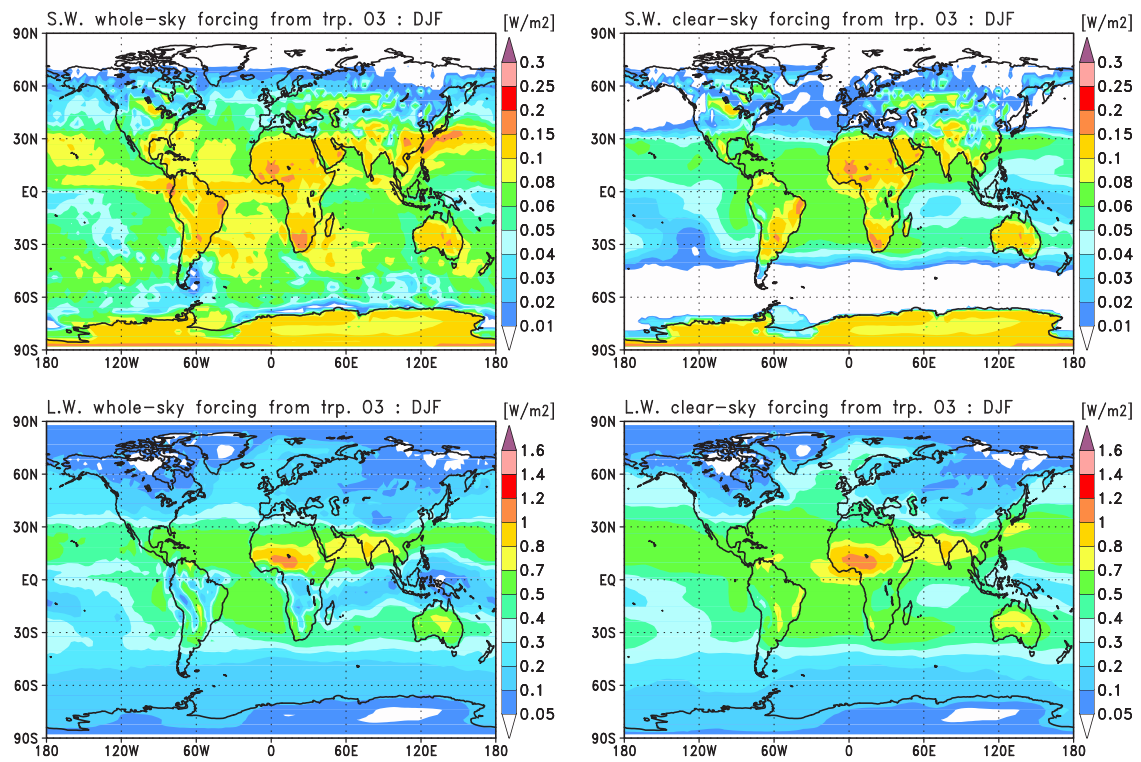 S.W. whole-sky forcing from trp. O3 : DJF
[W/m2]
90N
60N
30N
EQ
30S
60S
90S
180
120W
60W
0
60E
120E
180
0.3
0.25
0.2
0.15
0.1
0.08
0.06
0.05
0.04
0.03
0.02
0.01
S.W. clear-sky forcing from trp. O3 : DJF
[W/m2]
90N
60N
30N
EQ
30S
60S
90S
180
120W
60W
0
60E
120E
180
0.3
0.25
0.2
0.15
0.1
0.08
0.06
0.05
0.04
0.03
0.02
0.01
L.W. whole-sky forcing from trp. O3 : DJF
[W/m2]
90N
60N
30N
EQ
30S
60S
90S
180
120W
60W
0
60E
120E
180
1.6
1.4
1.2
1
0.8
0.7
0.5
0.4
0.3
0.2
0.1
0.05
L.W. clear-sky forcing from trp. O3 : DJF
[W/m2]
90N
60N
30N
EQ
30S
60S
90S
180
120W
60W
0
60E
120E
180
1.6
1.4
1.2
1
0.8
0.7
0.5
0.4
0.3
0.2
0.1
0.05